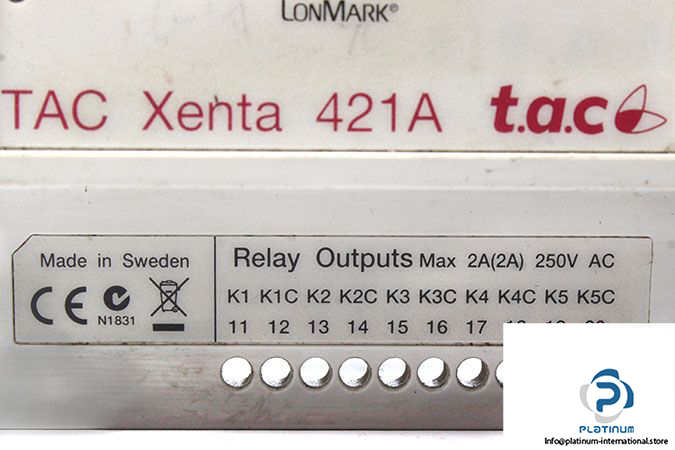 LONMARK®
TAC Xenta 421A t.a.c
Made in Sweden
N1831
Relay Outputs Max 2A(2A) 250V AC
K1 K1C K2 K2C K3 K3C K4 K4C K5 K5C
11 12 13 14 15 16 17
PLATINUM
Info@platinum-international.store